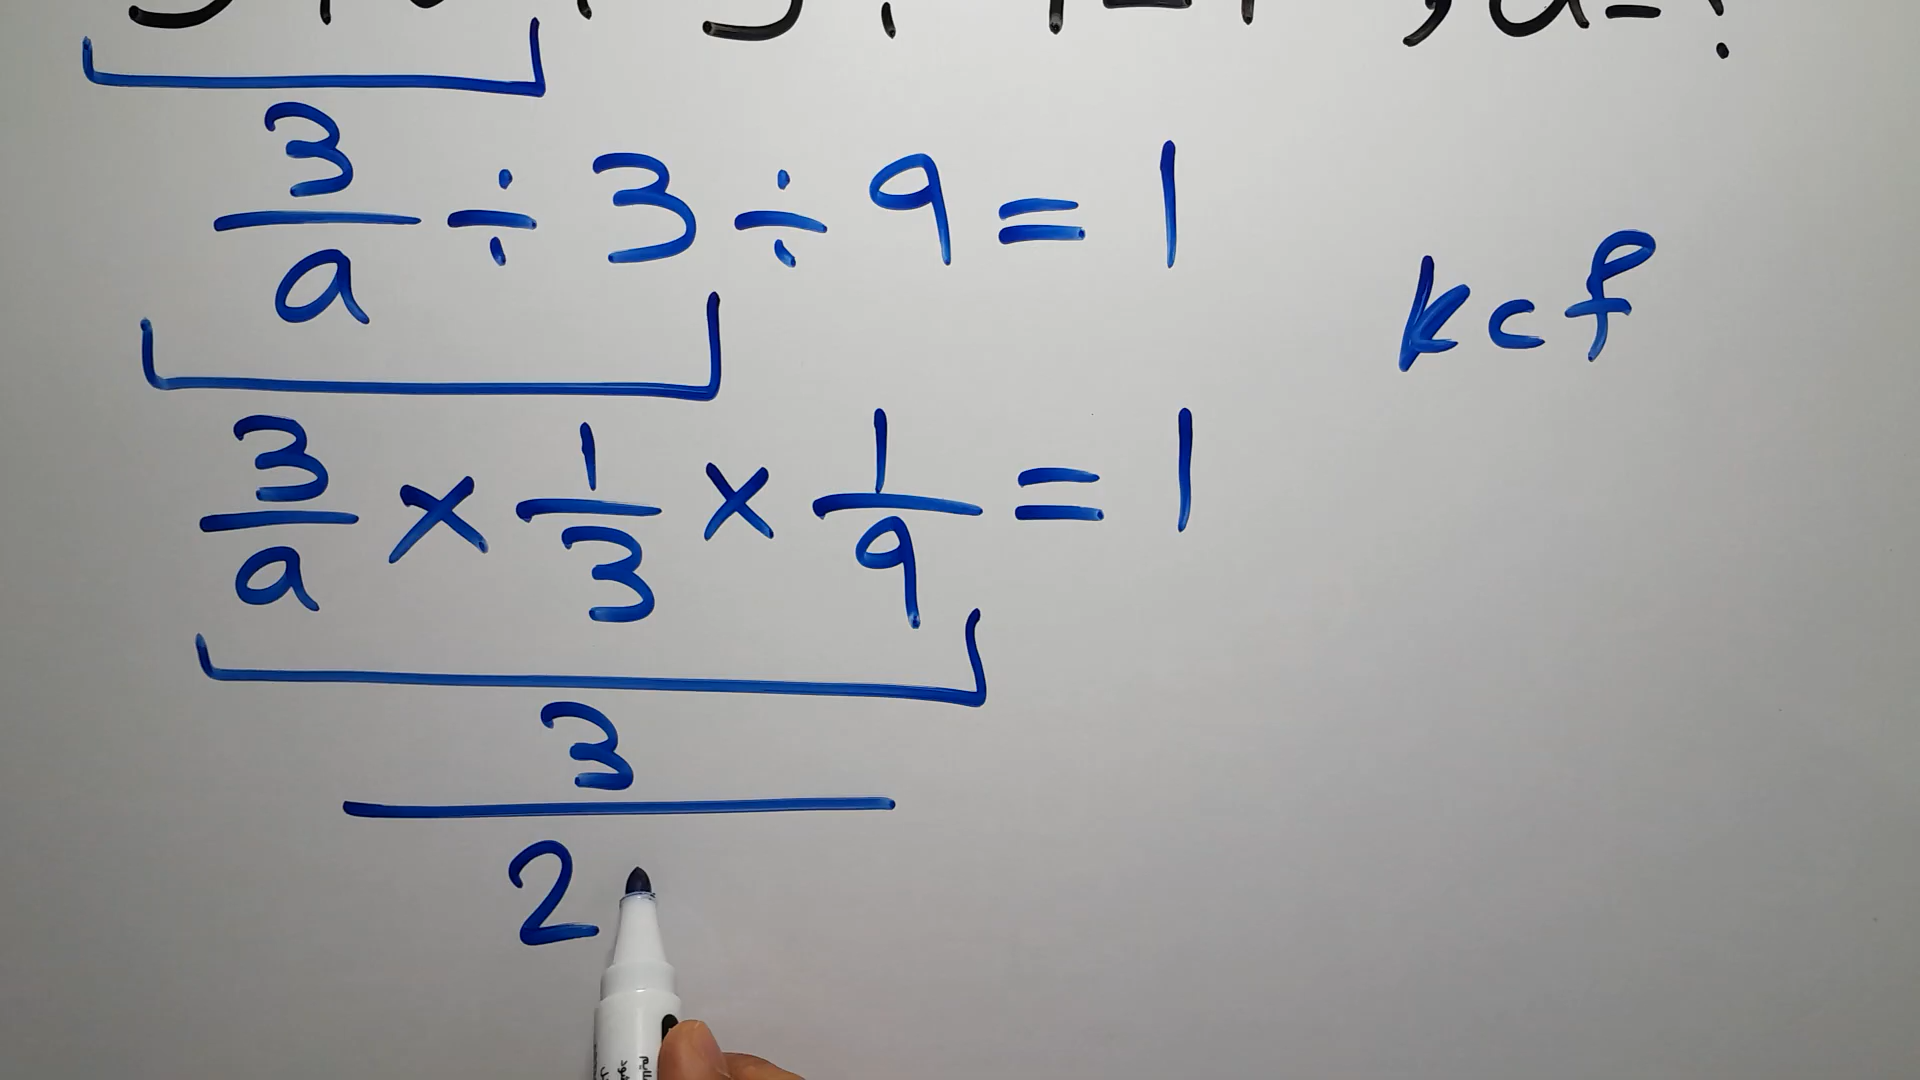 3/a ÷ 3 ÷ 9 = 1
kcf
3/a × 1/3 × 1/9 = 1
3
2